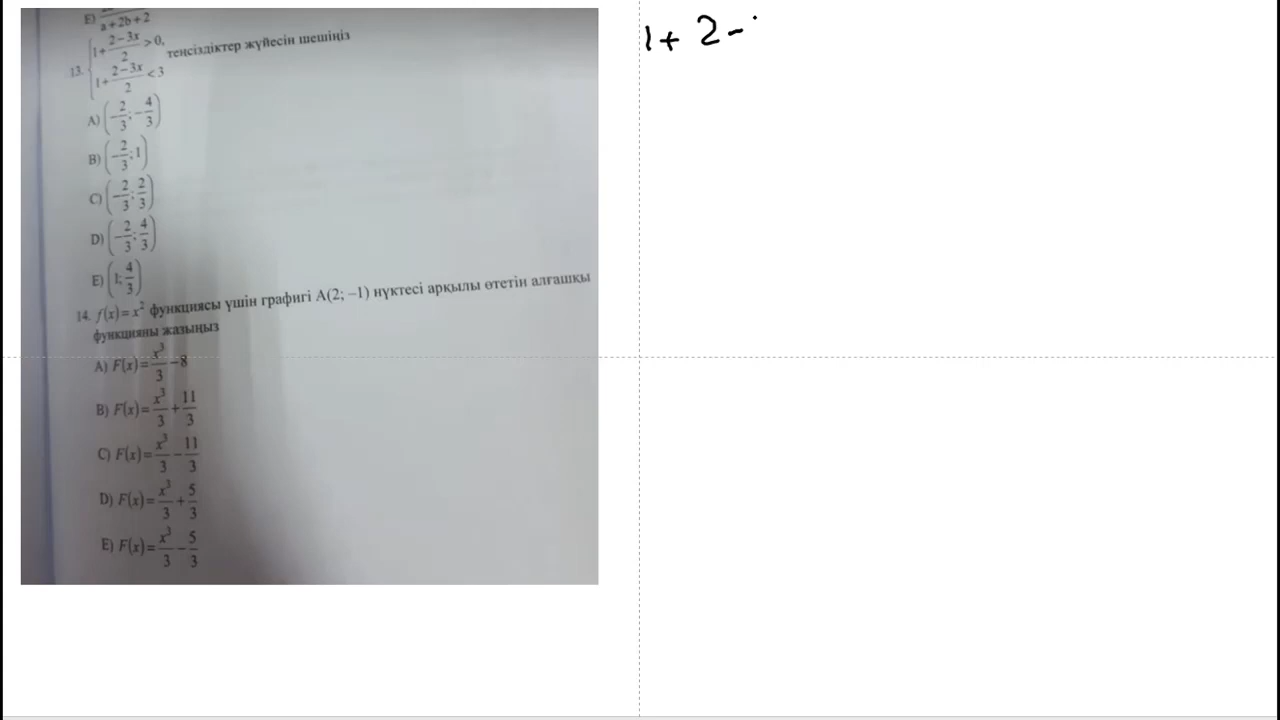 E) a+2b+2
13. { 1+ (2−3x)/2 >0,
1+ (2−3x)/2 <3 теңсіздіктер жүйесін шешіңіз
A) (−2/3; −4/3)
B) (−2/3; 1)
C) (−2/3; 2/3)
D) (−2/3; 4/3)
E) (1; 4/3)
14. f(x)=x² функциясы үшін графигі A(2; −1) нүктесі арқылы өтетін алғашқы
функцияны жазыңыз
A) F(x)= x³/3 −8
B) F(x)= x³/3 + 11/3
C) F(x)= x³/3 − 11/3
D) F(x)= x³/3 + 5/3
E) F(x)= x³/3 − 5/3
1+ 2−